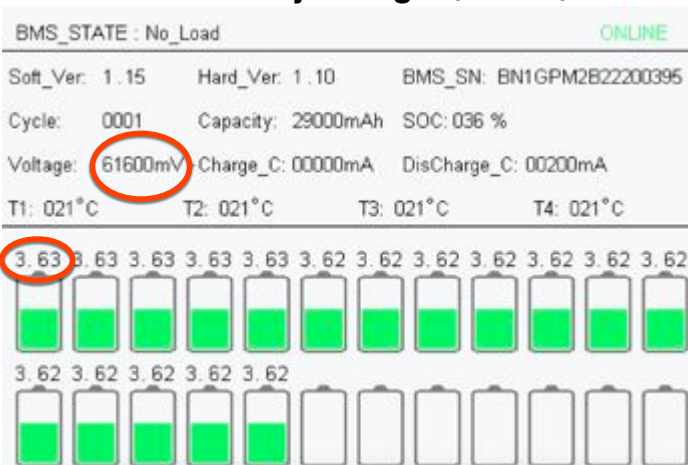 BMS_STATE : No_Load ONLINE
Soft_Ver: 1.15 Hard_Ver: 1.10 BMS_SN: BN1GPM2B22200395
Cycle: 0001 Capacity: 29000mAh SOC: 036 %
Voltage: 61600mV Charge_C: 00000mA DisCharge_C: 00200mA
T1: 021°C T2: 021°C T3: 021°C T4: 021°C
3.63 3.63 3.63 3.63 3.63 3.62 3.62 3.62 3.62 3.62 3.62 3.62
3.62 3.62 3.62 3.62 3.62